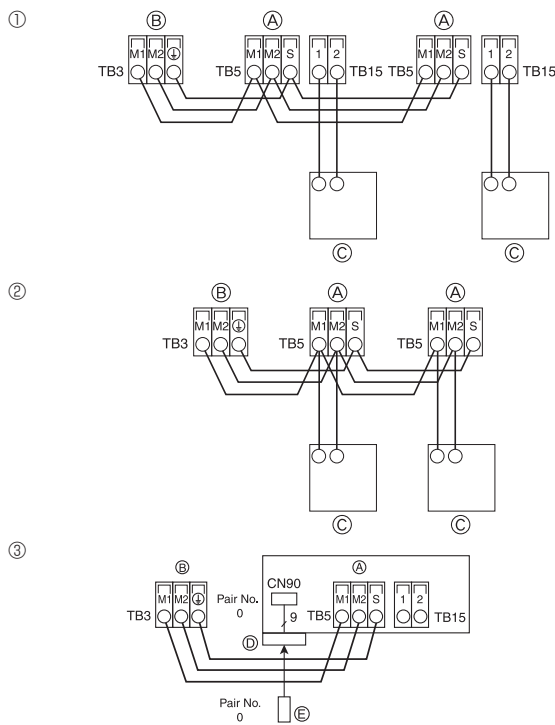 ①
Ⓑ Ⓐ Ⓐ
M1 M2 ⏚ M1 M2 S 1 2 M1 M2 S 1 2
TB3 TB5 TB15 TB5 TB15
Ⓒ Ⓒ
②
Ⓑ Ⓐ Ⓐ
M1 M2 ⏚ M1 M2 S M1 M2 S
TB3 TB5 TB5
Ⓒ Ⓒ
③
Ⓑ Ⓐ
CN90
M1 M2 ⏚ Pair No. M1 M2 S 1 2
TB3 0 9 TB5 TB15
Ⓓ
Pair No.
0 Ⓔ